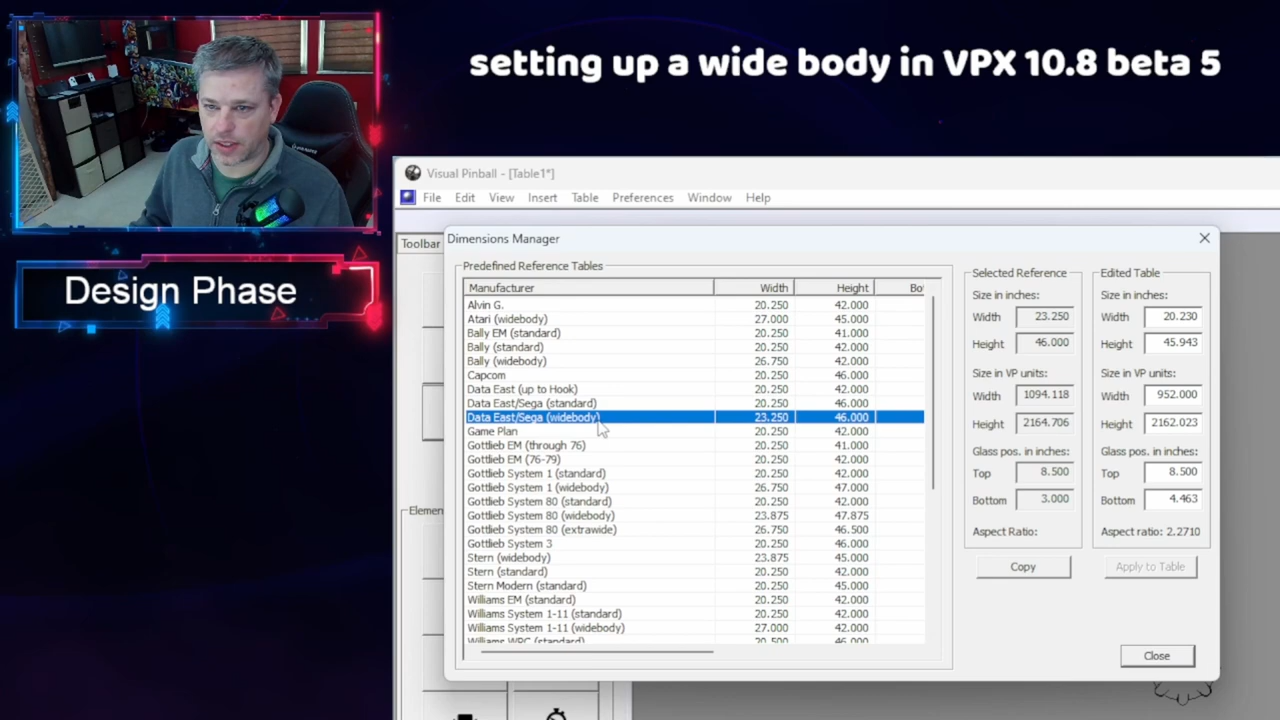 setting up a wide body in VPX 10.8 beta 5
Design Phase
Visual Pinball - [Table1*]
File Edit View Insert Table Preferences Window Help
Toolbar
Dimensions Manager
Predefined Reference Tables
Manufacturer Width Height
Alvin G. 20.250 42.000
Atari (widebody) 27.000 45.000
Bally EM (standard) 20.250 41.000
Bally (standard) 20.250 42.000
Bally (widebody) 26.750 42.000
Capcom 20.250 46.000
Data East (up to Hook) 20.250 42.000
Data East/Sega (standard) 20.250 46.000
Data East/Sega (widebody) 23.250 46.000
Game Plan 20.250 42.000
Gottlieb EM (through 76) 20.250 41.000
Gottlieb EM (76-79) 20.250 42.000
Gottlieb System 1 (standard) 20.250 42.000
Gottlieb System 1 (widebody) 26.750 47.000
Gottlieb System 80 (standard) 20.250 42.000
Gottlieb System 80 (widebody) 23.875 47.875
Gottlieb System 80 (extrawide) 26.750 46.500
Gottlieb System 3 20.250 46.000
Stern (widebody) 23.875 45.000
Stern (standard) 20.250 42.000
Stern Modern (standard) 20.250 45.000
Williams EM (standard) 20.250 42.000
Williams System 1-11 (standard) 20.250 42.000
Williams System 1-11 (widebody) 27.000 42.000
Williams WPC (standard) 20.500 46.000
Selected Reference
Size in inches:
Width 23.250
Height 46.000
Size in VP units:
Width 1094.118
Height 2164.706
Glass pos. in inches:
Top 8.500
Bottom 3.000
Aspect Ratio:
Copy
Edited Table
Size in inches:
Width 20.230
Height 45.943
Size in VP units:
Width 952.000
Height 2162.023
Glass pos. in inches:
Top 8.500
Bottom 4.463
Aspect ratio: 2.2710
Apply to Table
Close